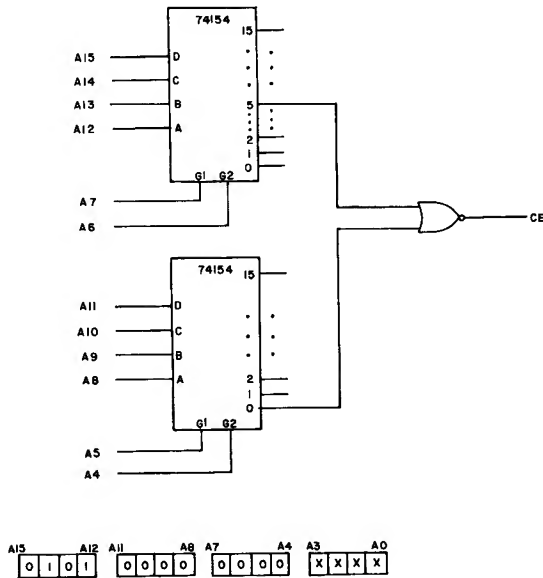 74154
15
A15 D
A14 C
A13 B 5
A12 A
2
1
0
G1 G2
A7
A6
CE
74154
15
A11 D
A10 C
A9 B
A8 A 2
1
0
G1 G2
A5
A4
A15 A12 A11 A8 A7 A4 A3 A0
0 1 0 1 0 0 0 0 0 0 0 0 X X X X